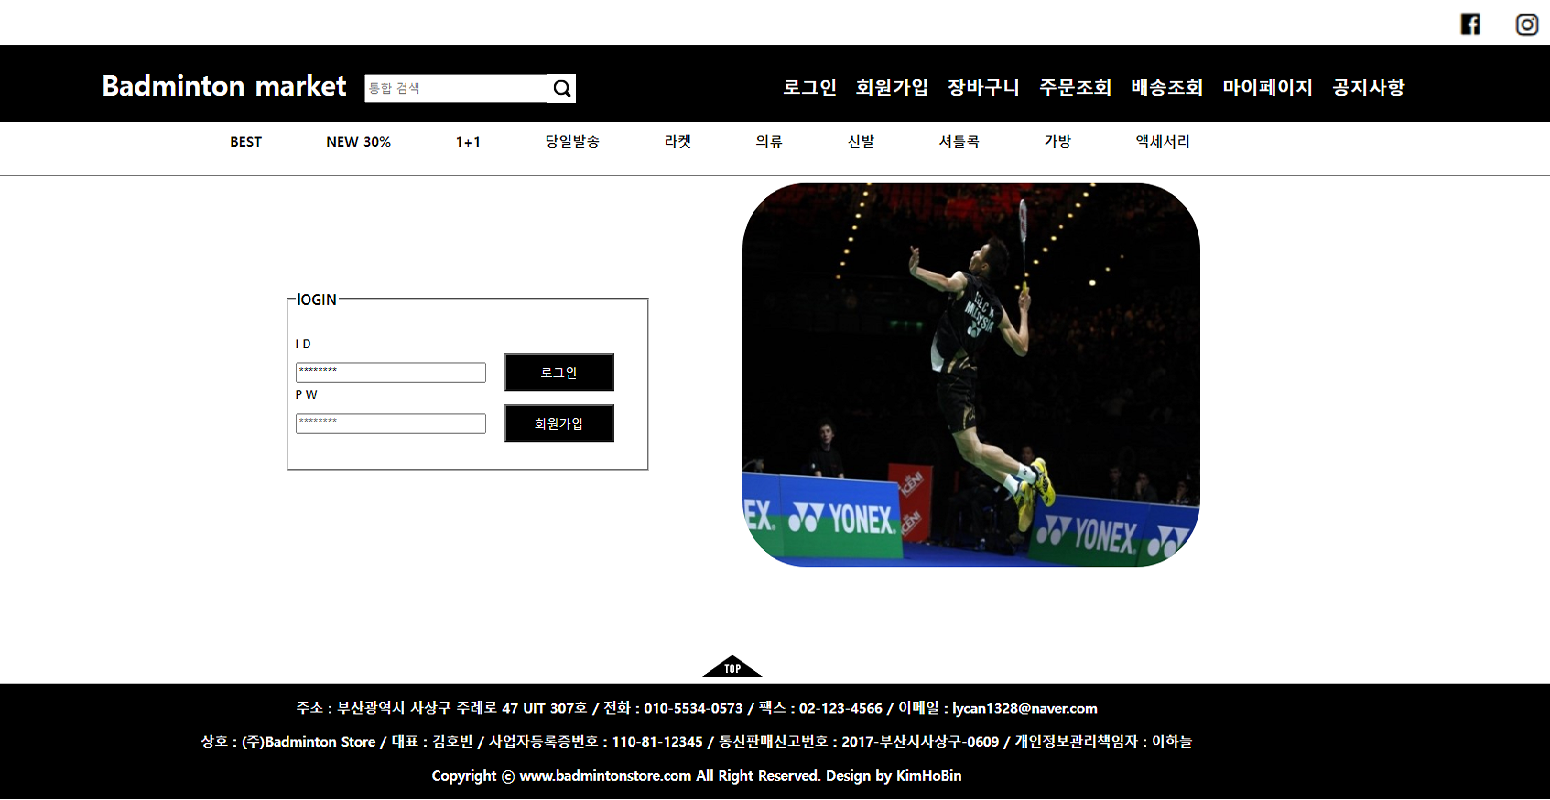 Badminton market 통합 검색 로그인 회원가입 장바구니 주문조회 배송조회 마이페이지 공지사항
BEST NEW 30% 1+1 당일발송 라켓 의류 신발 셔틀콕 가방 액세서리
lOGIN
I D
********
로그인
P W
********
회원가입
LEE C W
MALAYSIA
ICENI
ICENI
EX. YONEX.
YONEX.
TOP
주소 : 부산광역시 사상구 주례로 47 UIT 307호 / 전화 : 010-5534-0573 / 팩스 : 02-123-4566 / 이메일 : lycan1328@naver.com
상호 : (주)Badminton Store / 대표 : 김호빈 / 사업자등록증번호 : 110-81-12345 / 통신판매신고번호 : 2017-부산시사상구-0609 / 개인정보관리책임자 : 이하늘
Copyright ⓒ www.badmintonstore.com All Right Reserved. Design by KimHoBin